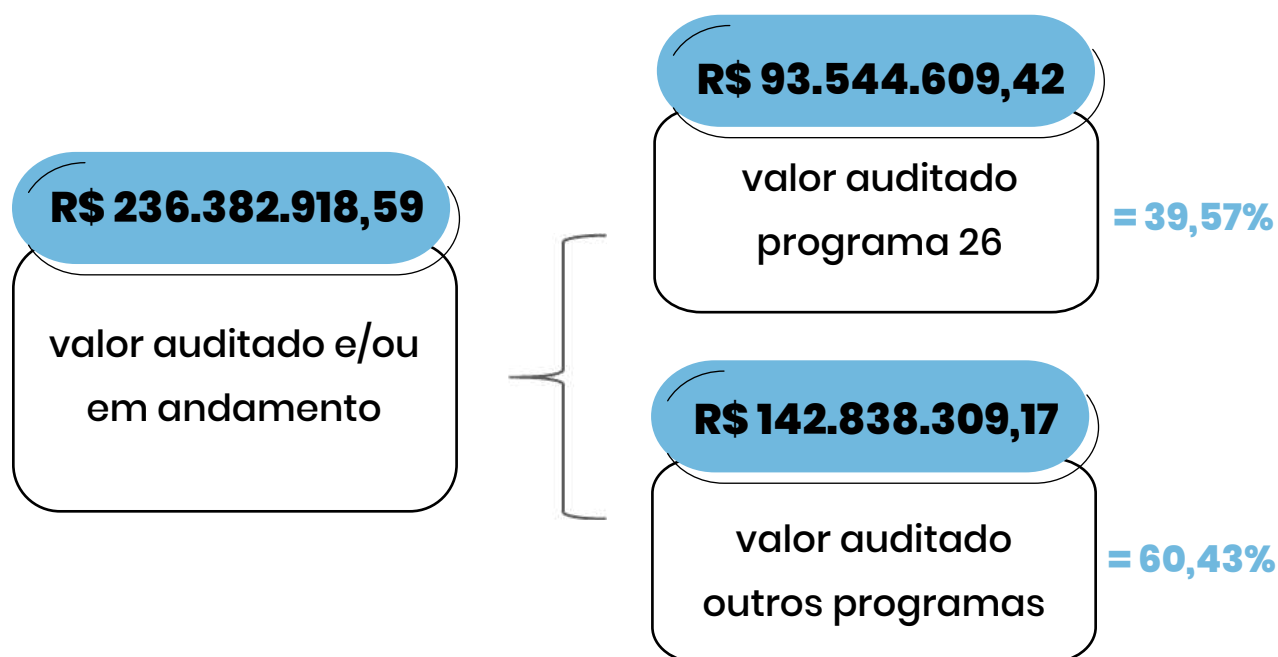 R$ 236.382.918,59
valor auditado e/ou
em andamento
R$ 93.544.609,42
valor auditado
programa 26
= 39,57%
R$ 142.838.309,17
valor auditado
outros programas
= 60,43%